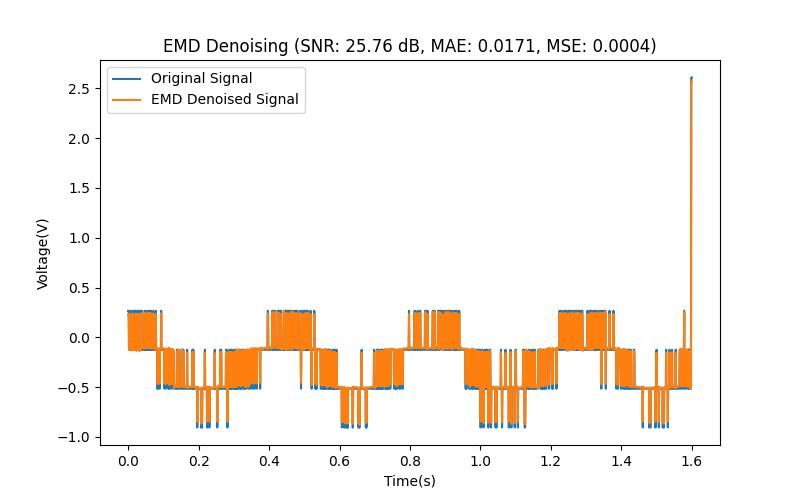 EMD Denoising (SNR: 25.76 dB, MAE: 0.0171, MSE: 0.0004)
Original Signal
EMD Denoised Signal
Voltage(V)
2.5
2.0
1.5
1.0
0.5
0.0
−0.5
−1.0
0.0 0.2 0.4 0.6 0.8 1.0 1.2 1.4 1.6
Time(s)